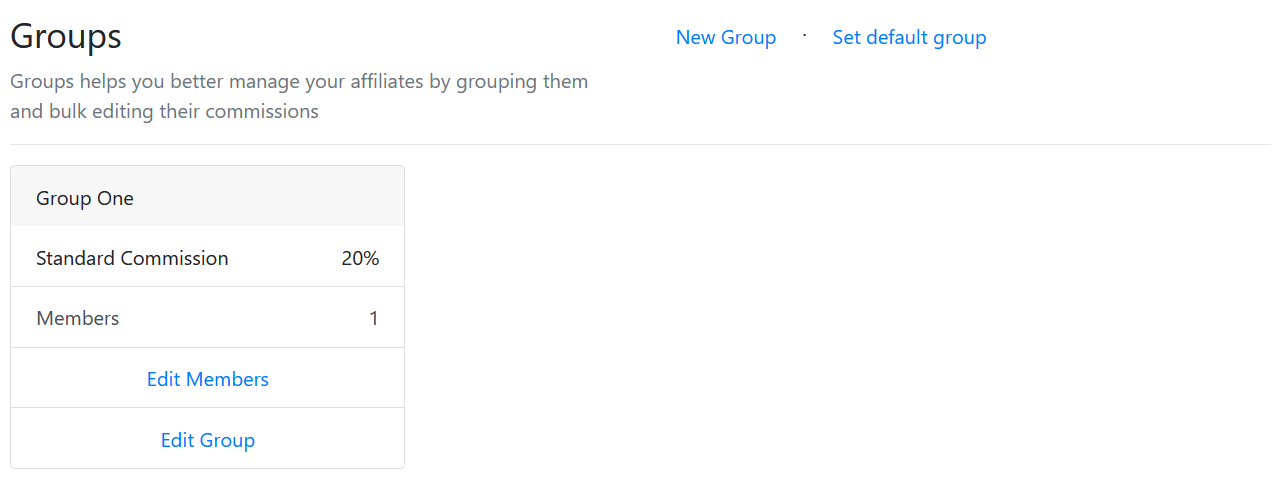 Groups
New Group · Set default group
Groups helps you better manage your affiliates by grouping them
and bulk editing their commissions
Group One
Standard Commission 20%
Members 1
Edit Members
Edit Group